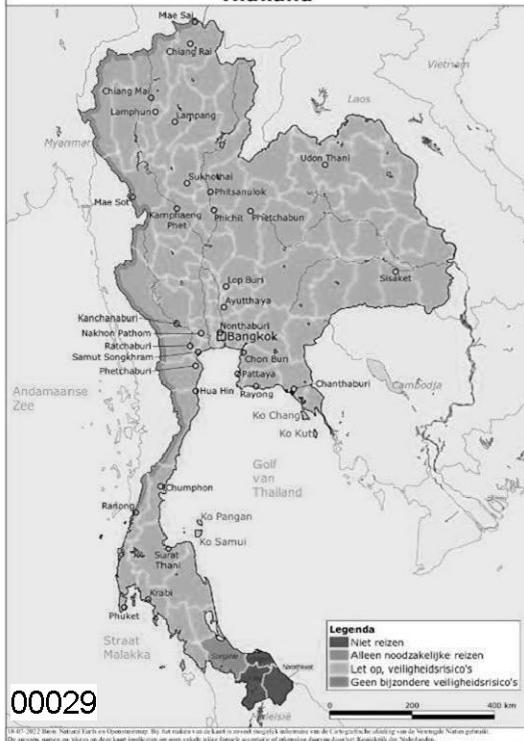 Mae Sai
Chiang Rai
Vietnam
Chiang Mai
Laos
Lamphun
Lampang
Myanmar
Udon Thani
Sukhothai
Phitsanulok
Mae Sot
Kamphaeng
Phet
Phichit
Phetchabun
Sisaket
Lop Buri
Ayutthaya
Kanchanaburi
Nakhon Pathom
Nonthaburi
Bangkok
Ratchaburi
Samut Songkhram
Chon Buri
Phetchaburi
Pattaya
Chanthaburi
Cambodja
Andamaanse
Zee
Hua Hin
Rayong
Ko Chang
Ko Kut
Golf
van
Thailand
Chumphon
Ranong
Ko Pangan
Ko Samui
Surat
Thani
Krabi
Phuket
Straat
Malakka
Songkhla
Narathiwat
Yala
Maleisië
Legenda
Niet reizen
Alleen noodzakelijke reizen
Let op, veiligheidsrisico's
Geen bijzondere veiligheidsrisico's
0 200 400 km
00029